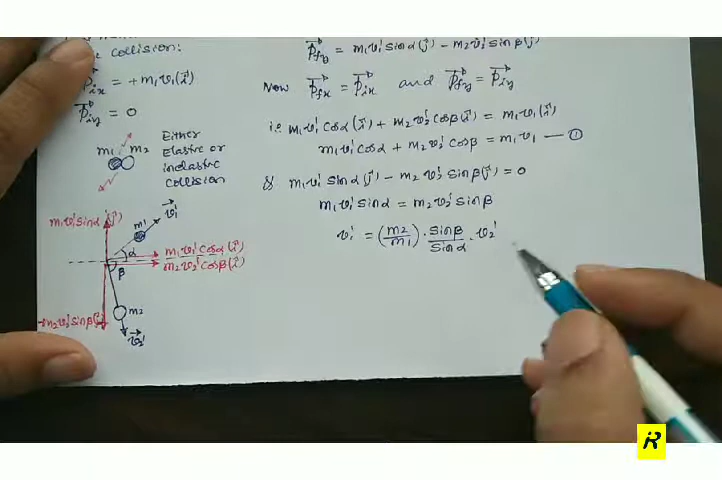 collision:
P⃗ix = +m₁v₁(i⃗)
P⃗iy = 0
m₁ m₂
Either
Elastic or
inelastic
collision
m₁v₁' sinα(j⃗)
v⃗₁'
m₁
α
β
m₁v₁' cosα(i⃗)
m₂v₂' cosβ(i⃗)
-m₂v₂' sinβ(j⃗)
m₂
v⃗₂'
P⃗fy = m₁v₁' sinα(j⃗) - m₂v₂' sinβ(j⃗)
Now P⃗fx = P⃗ix and P⃗fy = P⃗iy
i.e m₁v₁' cosα(i⃗) + m₂v₂' cosβ(i⃗) = m₁v₁(i⃗)
m₁v₁' cosα + m₂v₂' cosβ = m₁v₁ — ①
& m₁v₁' sinα(j⃗) - m₂v₂' sinβ(j⃗) = 0
m₁v₁' sinα = m₂v₂' sinβ
v₁' = (m₂/m₁) · sinβ/sinα · v₂'
R